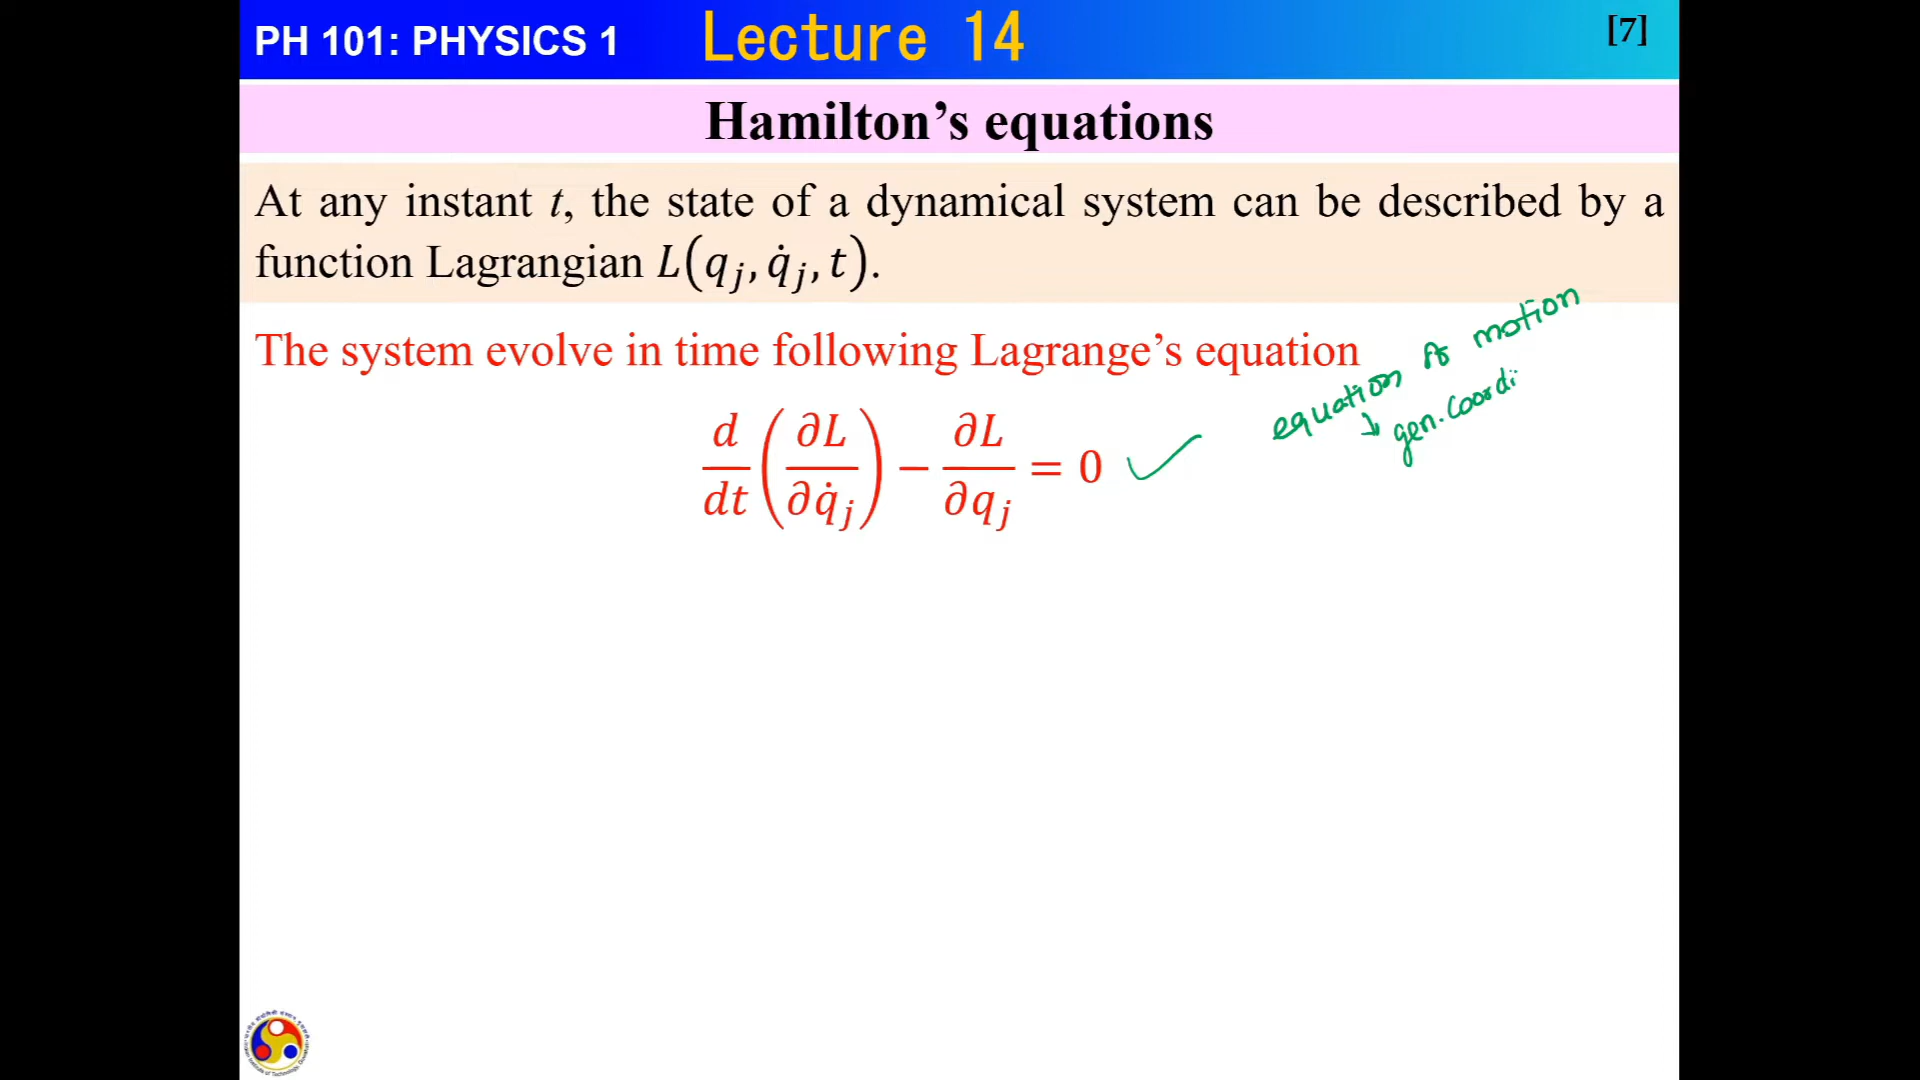 PH 101: PHYSICS 1
Lecture 14
[7]
Hamilton’s equations
At any instant t, the state of a dynamical system can be described by a
function Lagrangian L(qⱼ, q̇ⱼ, t).
The system evolve in time following Lagrange’s equation
equation of motion
gen. Coordi
d/dt (∂L/∂q̇ⱼ) − ∂L/∂qⱼ = 0